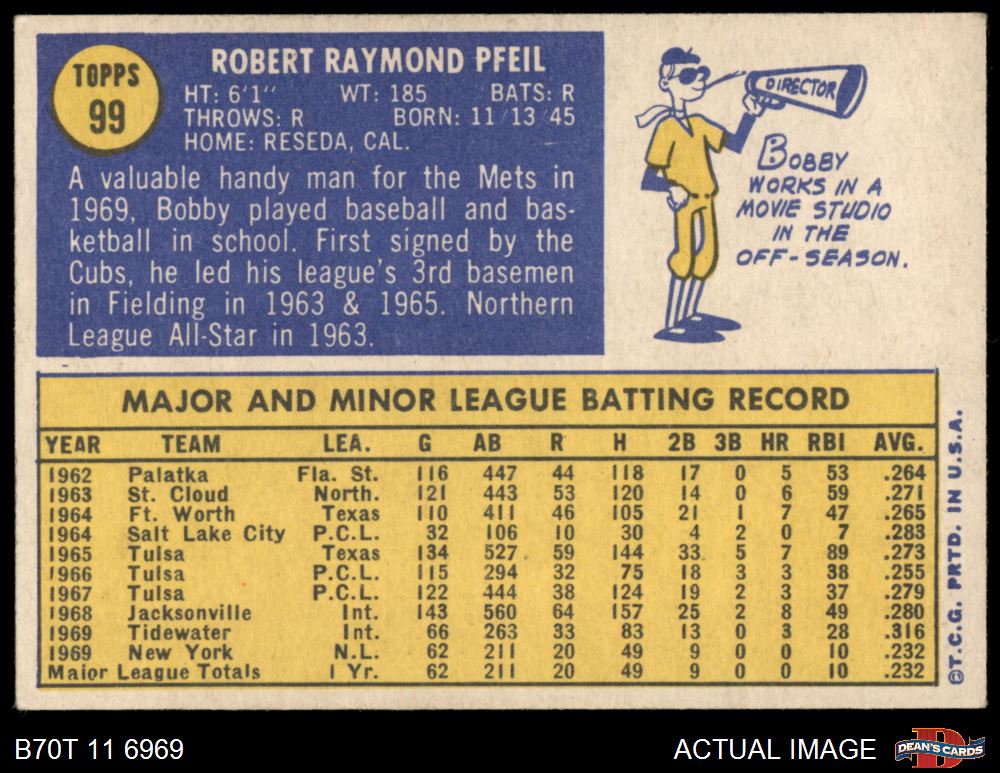 TOPPS
99
ROBERT RAYMOND PFEIL
HT: 6'1" WT: 185 BATS: R
THROWS: R BORN: 11 13 45
HOME: RESEDA, CAL.
A valuable handy man for the Mets in
1969, Bobby played baseball and bas-
ketball in school. First signed by the
Cubs, he led his league's 3rd basemen
in Fielding in 1963 & 1965. Northern
League All-Star in 1963.
DIRECTOR
BOBBY
WORKS IN A
MOVIE STUDIO
IN THE
OFF-SEASON.
MAJOR AND MINOR LEAGUE BATTING RECORD
YEAR TEAM LEA. G AB R H 2B 3B HR RBI AVG.
1962 Palatka Fla. St. 116 447 44 118 17 0 5 53 .264
1963 St. Cloud North. 121 443 53 120 14 0 6 59 .271
1964 Ft. Worth Texas 110 411 46 105 21 1 7 47 .265
1964 Salt Lake City P.C.L. 32 106 10 30 4 2 0 7 .283
1965 Tulsa Texas 134 527 59 144 33 5 7 89 .273
1966 Tulsa P.C.L. 115 294 32 75 18 3 3 38 .255
1967 Tulsa P.C.L. 122 444 38 124 19 2 3 37 .279
1968 Jacksonville Int. 143 560 64 157 25 2 8 49 .280
1969 Tidewater Int. 66 263 33 83 13 0 3 28 .316
1969 New York N.L. 62 211 20 49 9 0 0 10 .232
Major League Totals 1 Yr. 62 211 20 49 9 0 0 10 .232
©T.C.G. PRTD. IN U.S.A.
B70T 11 6969
ACTUAL IMAGE
D
DEAN'S CARDS